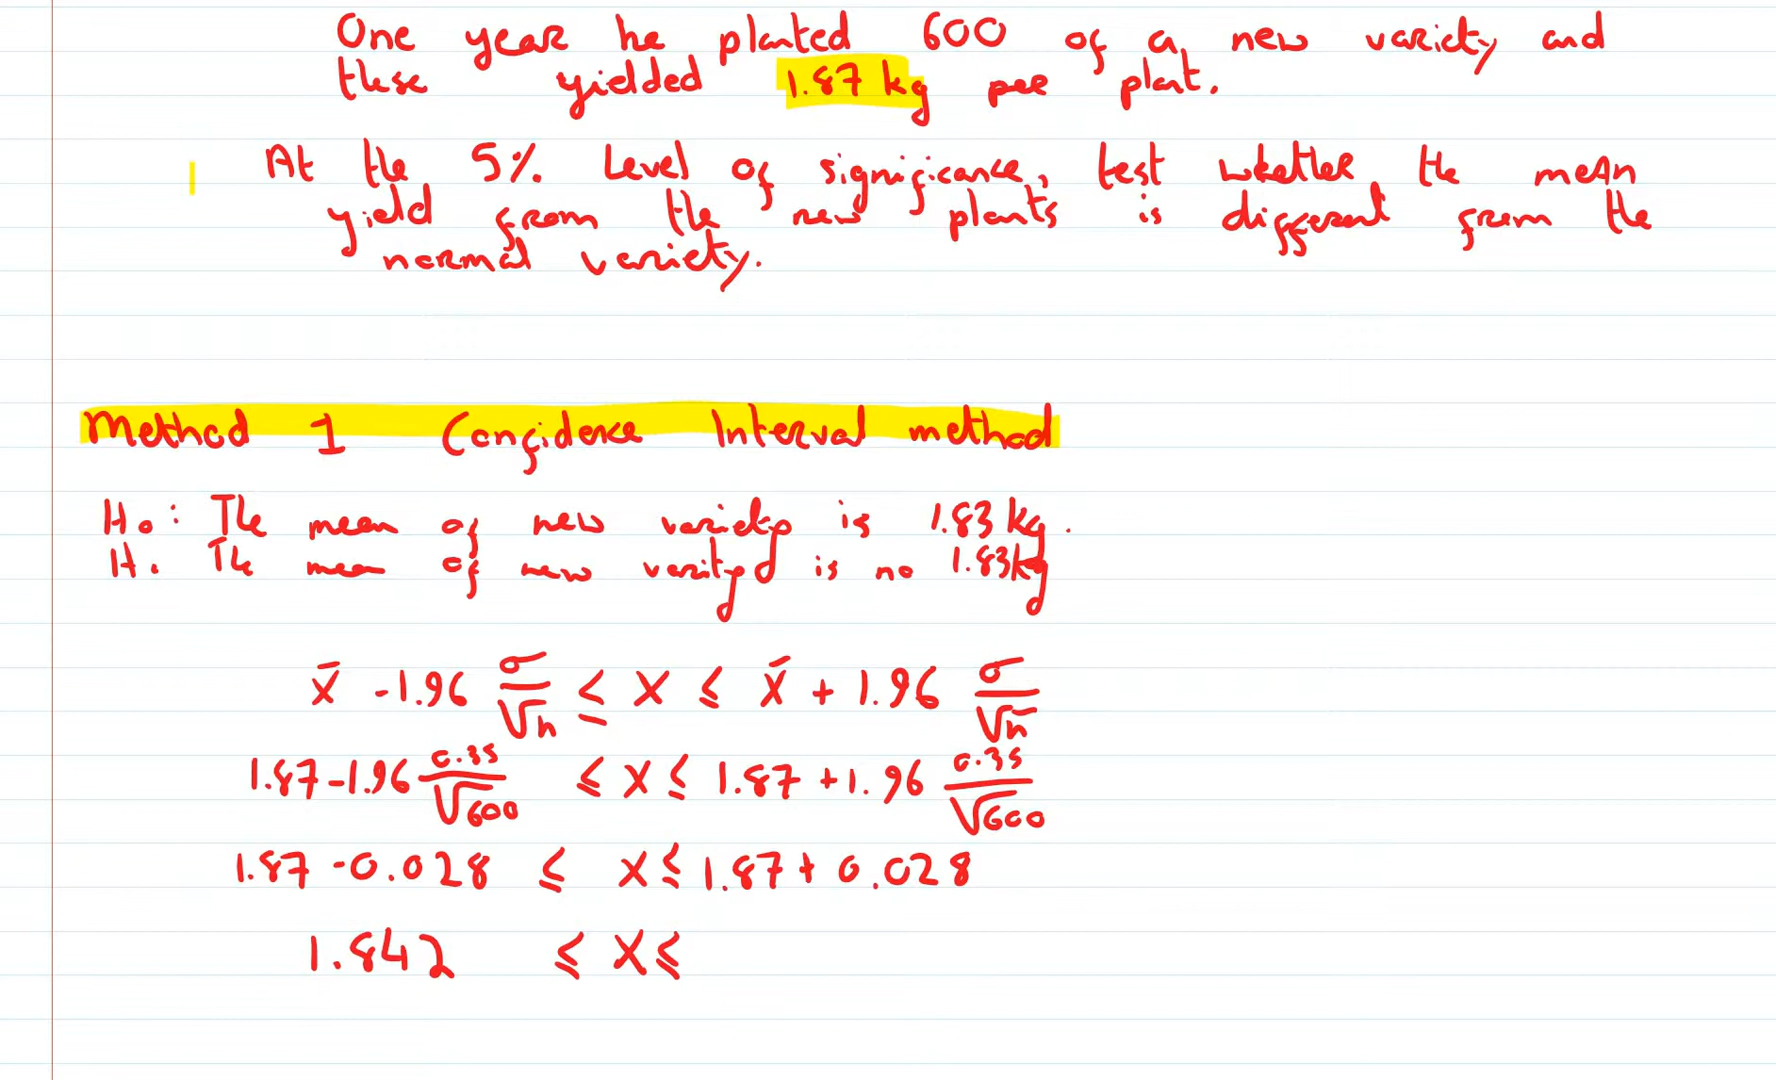 One year he planted 600 of a new variety and
these yielded 1.87 kg per plant.
At the 5% level of significance, test whether the mean
yield from the new plants is different from the
normal variety.
Method 1 Confidence Interval method
H₀: The mean of new variety is 1.83 kg.
H₁ The mean of new variety is no 1.83kg
x̄ - 1.96 σ/√n ≤ x ≤ x̄ + 1.96 σ/√n
1.87 - 1.96 0.35/√600 ≤ x ≤ 1.87 + 1.96 0.35/√600
1.87 - 0.028 ≤ x ≤ 1.87 + 0.028
1.842 ≤ x ≤